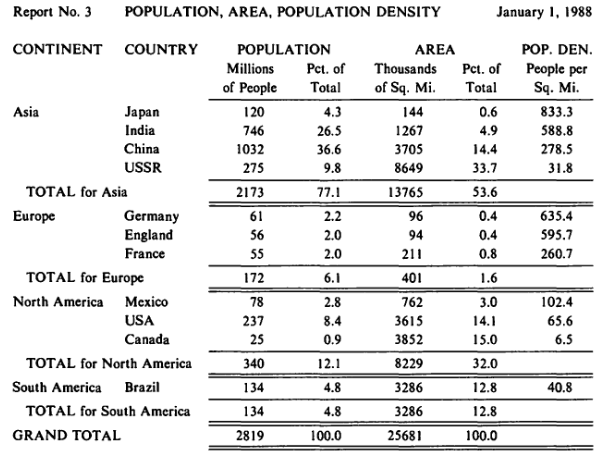 Report No. 3 POPULATION, AREA, POPULATION DENSITY January 1, 1988
CONTINENT COUNTRY POPULATION AREA POP. DEN.
Millions Pct. of Thousands Pct. of People per
of People Total of Sq. Mi. Total Sq. Mi.
Asia Japan 120 4.3 144 0.6 833.3
India 746 26.5 1267 4.9 588.8
China 1032 36.6 3705 14.4 278.5
USSR 275 9.8 8649 33.7 31.8
TOTAL for Asia 2173 77.1 13765 53.6
Europe Germany 61 2.2 96 0.4 635.4
England 56 2.0 94 0.4 595.7
France 55 2.0 211 0.8 260.7
TOTAL for Europe 172 6.1 401 1.6
North America Mexico 78 2.8 762 3.0 102.4
USA 237 8.4 3615 14.1 65.6
Canada 25 0.9 3852 15.0 6.5
TOTAL for North America 340 12.1 8229 32.0
South America Brazil 134 4.8 3286 12.8 40.8
TOTAL for South America 134 4.8 3286 12.8
GRAND TOTAL 2819 100.0 25681 100.0